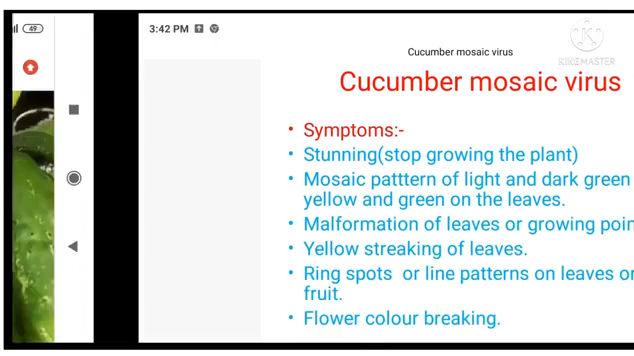 49
3:42 PM
Cucumber mosaic virus
KINEMASTER
Cucumber mosaic virus
• Symptoms:-
• Stunning(stop growing the plant)
• Mosaic patttern of light and dark green
yellow and green on the leaves.
• Malformation of leaves or growing poin
• Yellow streaking of leaves.
• Ring spots or line patterns on leaves or
fruit.
• Flower colour breaking.